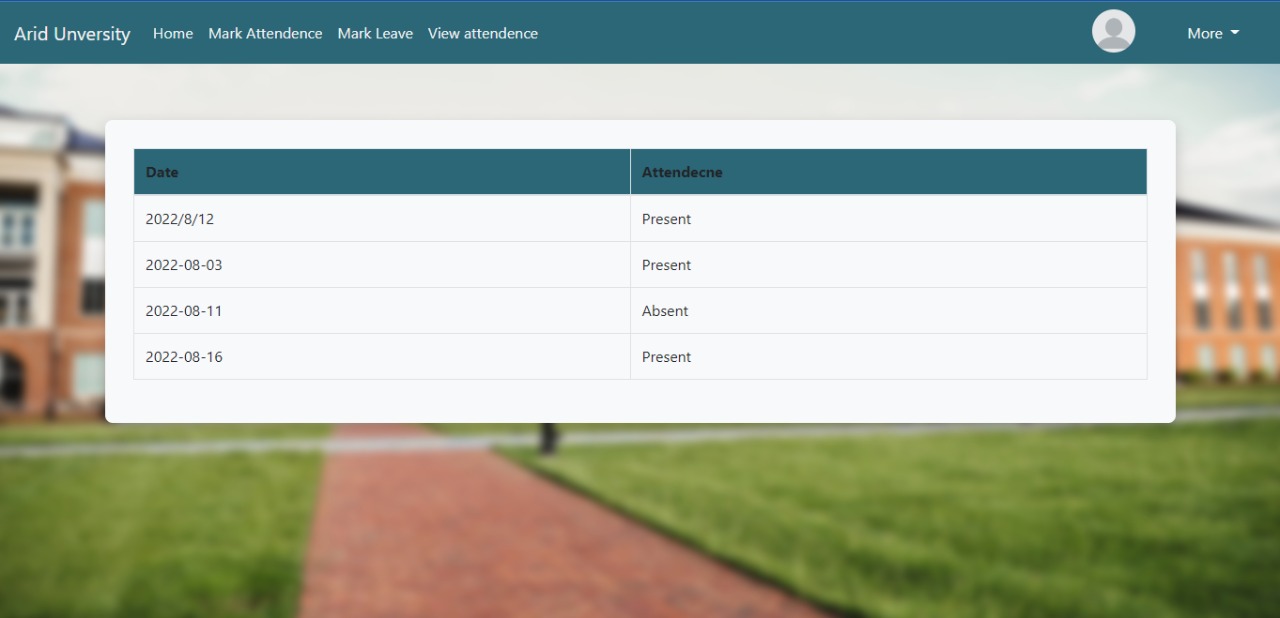 Arid Unversity Home Mark Attendence Mark Leave View attendence More
Date Attendecne
2022/8/12 Present
2022-08-03 Present
2022-08-11 Absent
2022-08-16 Present